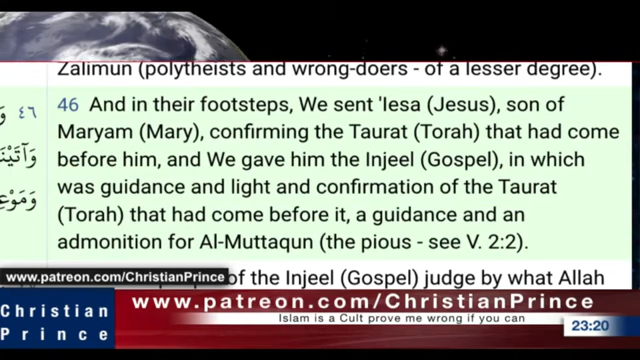 Zalimun (polytheists and wrong-doers - of a lesser degree).
46 And in their footsteps, We sent 'Iesa (Jesus), son of
Maryam (Mary), confirming the Taurat (Torah) that had come
before him, and We gave him the Injeel (Gospel), in which
was guidance and light and confirmation of the Taurat
(Torah) that had come before it, a guidance and an
admonition for Al-Muttaqun (the pious - see V. 2:2).
٤٦
www.patreon.com/ChristianPrince
of the Injeel (Gospel) judge by what Allah
Christian
Prince
www.patreon.com/ChristianPrince
Islam is a Cult prove me wrong if you can
23:20